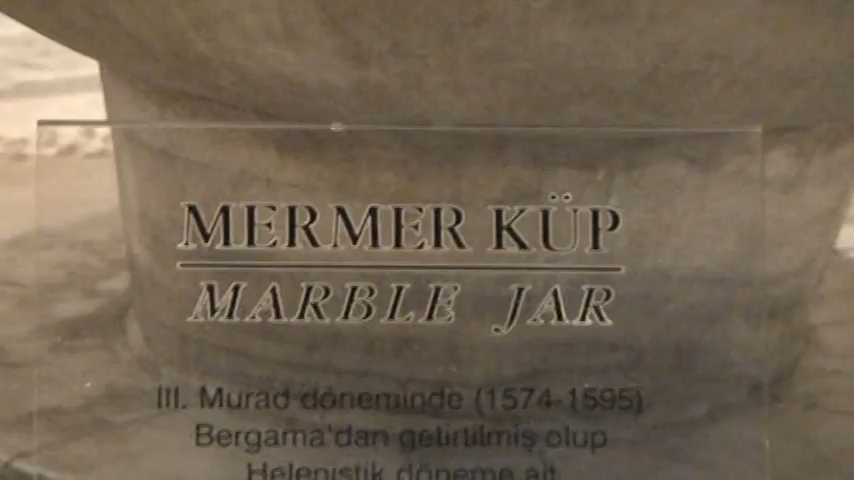 MERMER KÜP
MARBLE JAR
III. Murad döneminde (1574-1595)
Bergama'dan getirtilmiş olup
Helenistik döneme ait